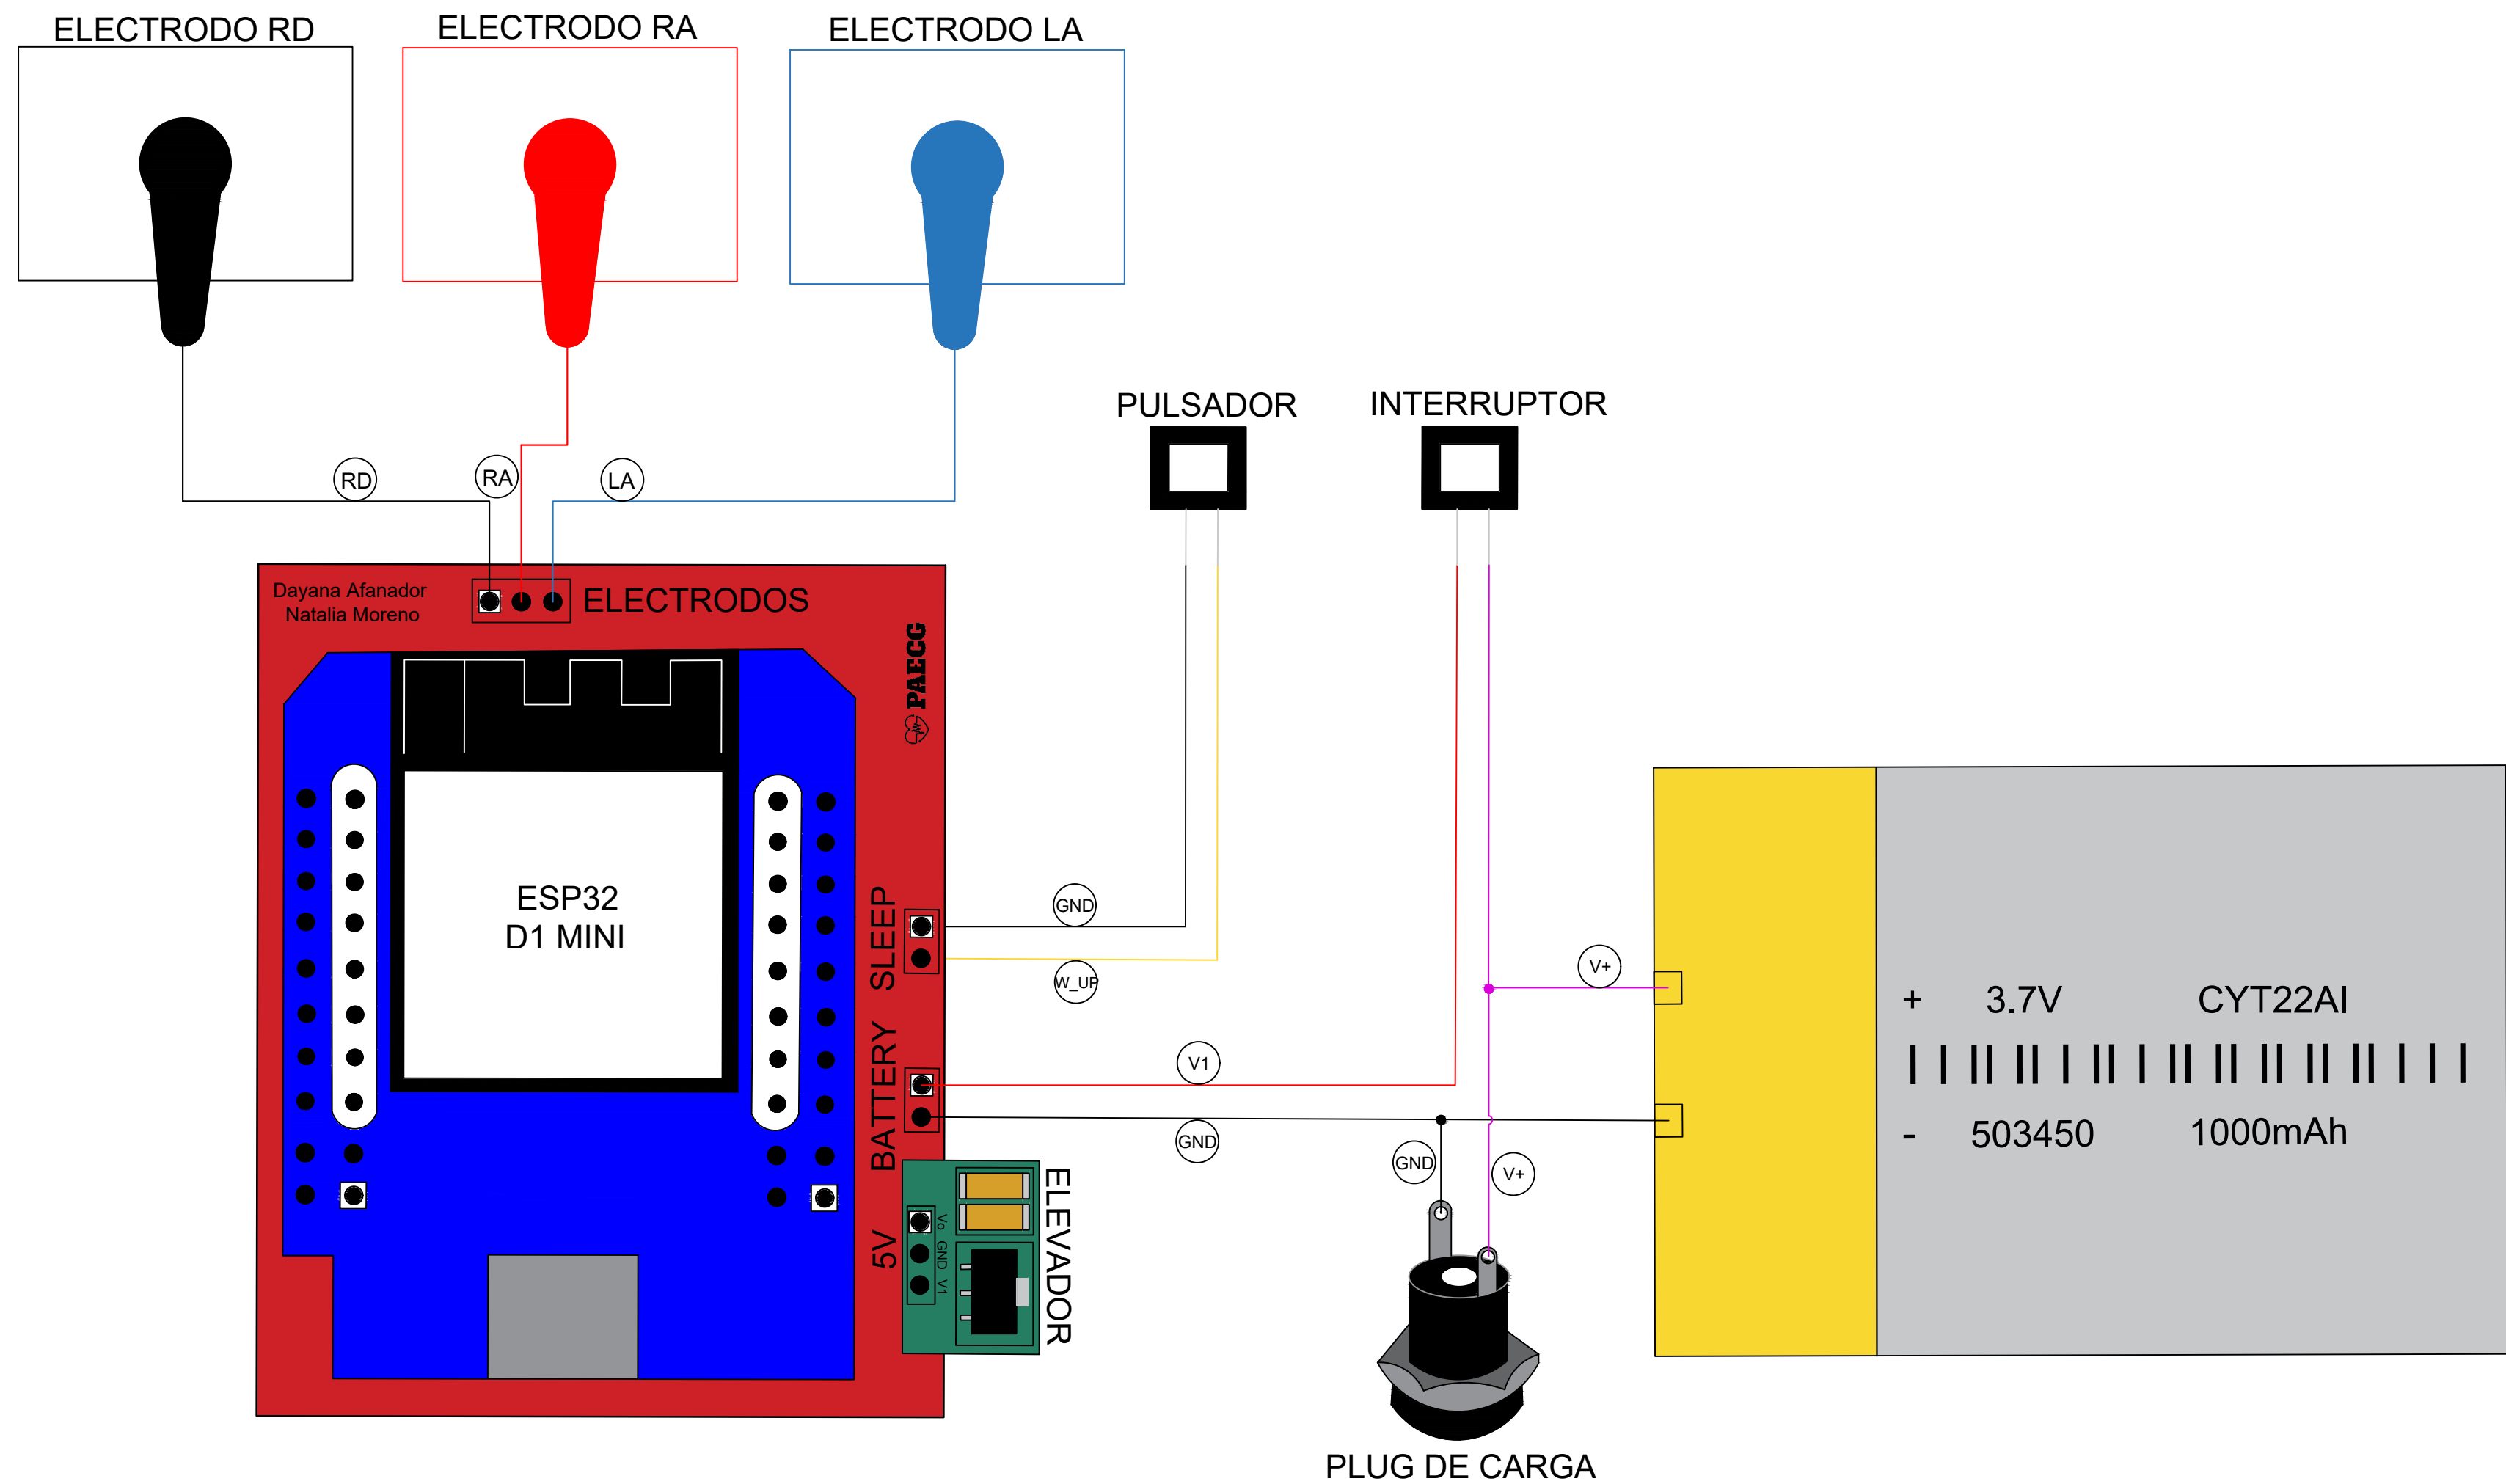 ELECTRODO RD
ELECTRODO RA
ELECTRODO LA
PULSADOR
INTERRUPTOR
RD
RA
LA
Dayana Afanador
Natalia Moreno
ELECTRODOS
PAECG
ESP32
D1 MINI
SLEEP
GND
W_UP
BATTERY
V1
GND
V+
GND
V+
+ 3.7V CYT22AI
- 503450 1000mAh
5V
Vo GND V1
ELEVADOR
PLUG DE CARGA